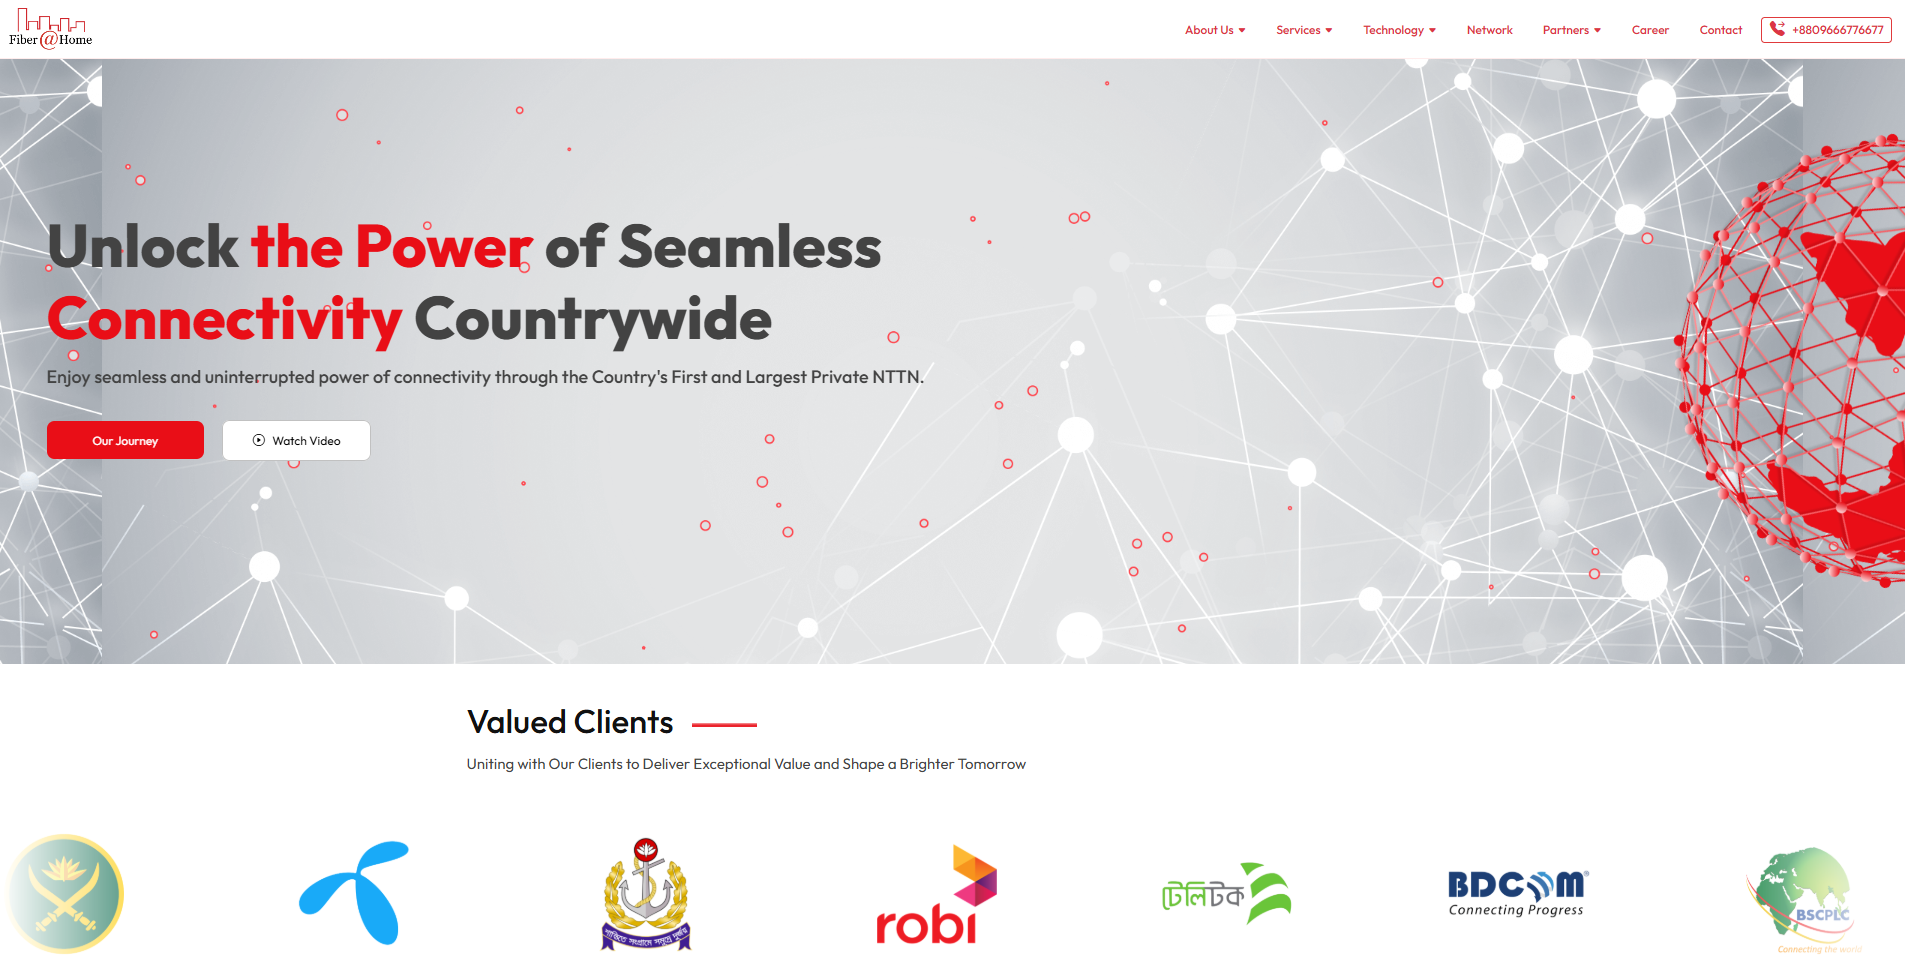 Fiber@Home
About Us
Services
Technology
Network
Partners
Career
Contact
+8809666776677
Unlock the Power of Seamless
Connectivity Countrywide
Enjoy seamless and uninterrupted power of connectivity through the Country's First and Largest Private NTTN.
Our Journey
Watch Video
Valued Clients
Uniting with Our Clients to Deliver Exceptional Value and Shape a Brighter Tomorrow
শান্তিতে সংগ্রামে সমুদ্রে দুর্জয়
robi
টেলিটক
BDCOM®
Connecting Progress
BSCPLC
Connecting the world